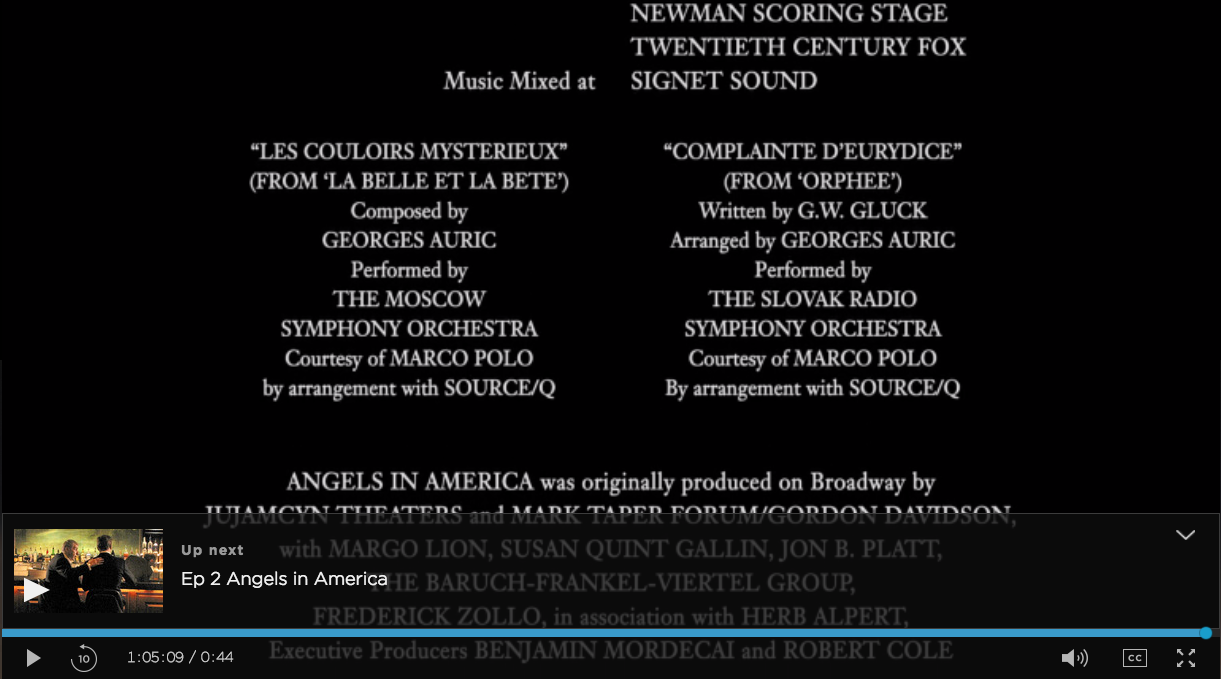 NEWMAN SCORING STAGE
TWENTIETH CENTURY FOX
Music Mixed at SIGNET SOUND
“LES COULOIRS MYSTERIEUX”
(FROM ‘LA BELLE ET LA BETE’)
Composed by
GEORGES AURIC
Performed by
THE MOSCOW
SYMPHONY ORCHESTRA
Courtesy of MARCO POLO
by arrangement with SOURCE/Q
“COMPLAINTE D’EURYDICE”
(FROM ‘ORPHEE’)
Written by G.W. GLUCK
Arranged by GEORGES AURIC
Performed by
THE SLOVAK RADIO
SYMPHONY ORCHESTRA
Courtesy of MARCO POLO
By arrangement with SOURCE/Q
ANGELS IN AMERICA was originally produced on Broadway by
JUJAMCYN THEATERS and MARK TAPER FORUM/GORDON DAVIDSON,
with MARGO LION, SUSAN QUINT GALLIN, JON B. PLATT,
THE BARUCH-FRANKEL-VIERTEL GROUP,
FREDERICK ZOLLO, in association with HERB ALPERT,
Executive Producers BENJAMIN MORDECAI and ROBERT COLE
Up next
Ep 2 Angels in America
10
1:05:09 / 0:44
CC